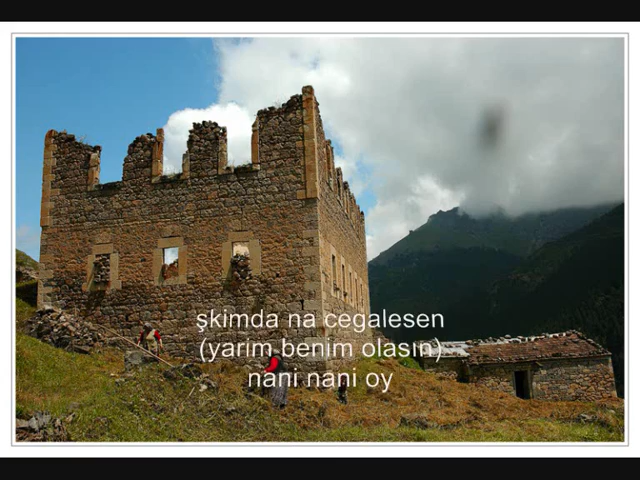 şkimda na cegalesen
(yarim benim olasın)
nani nani oy